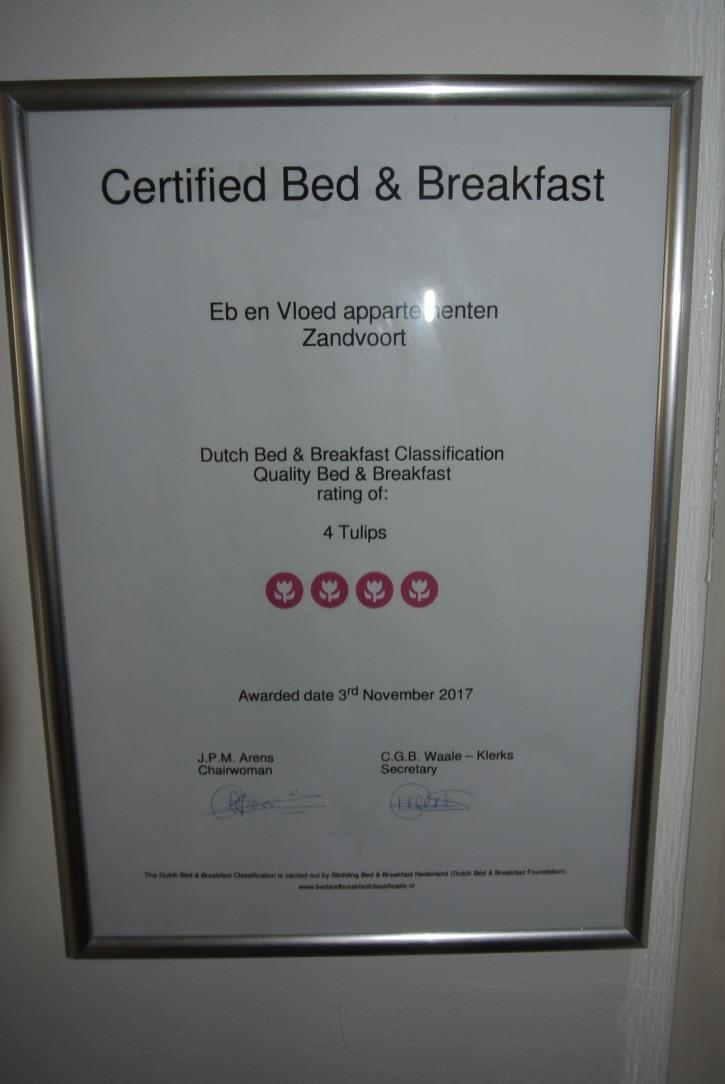 Certified Bed & Breakfast
Eb en Vloed appartementen
Zandvoort
Dutch Bed & Breakfast Classification
Quality Bed & Breakfast
rating of:
4 Tulips
Awarded date 3rd November 2017
J.P.M. Arens
Chairwoman
C.G.B. Waale – Klerks
Secretary
The Dutch Bed & Breakfast Classification is carried out by Stichting Bed & Breakfast Nederland (Dutch Bed & Breakfast Foundation).
www.bedandbreakfastclassificatie.nl